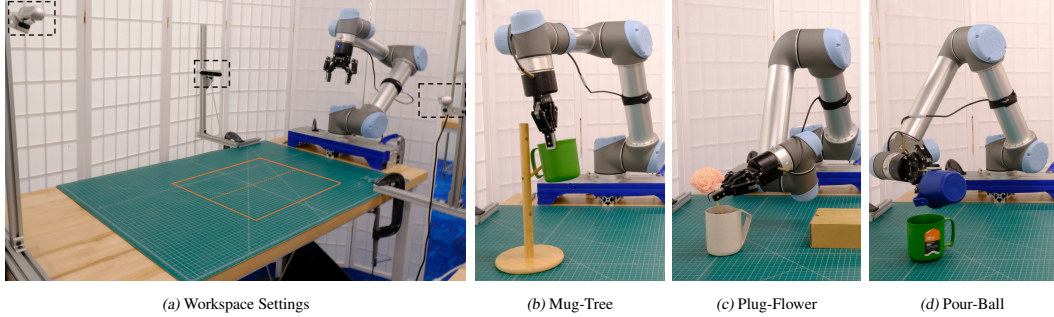 (a) Workspace Settings
(b) Mug-Tree
(c) Plug-Flower
(d) Pour-Ball